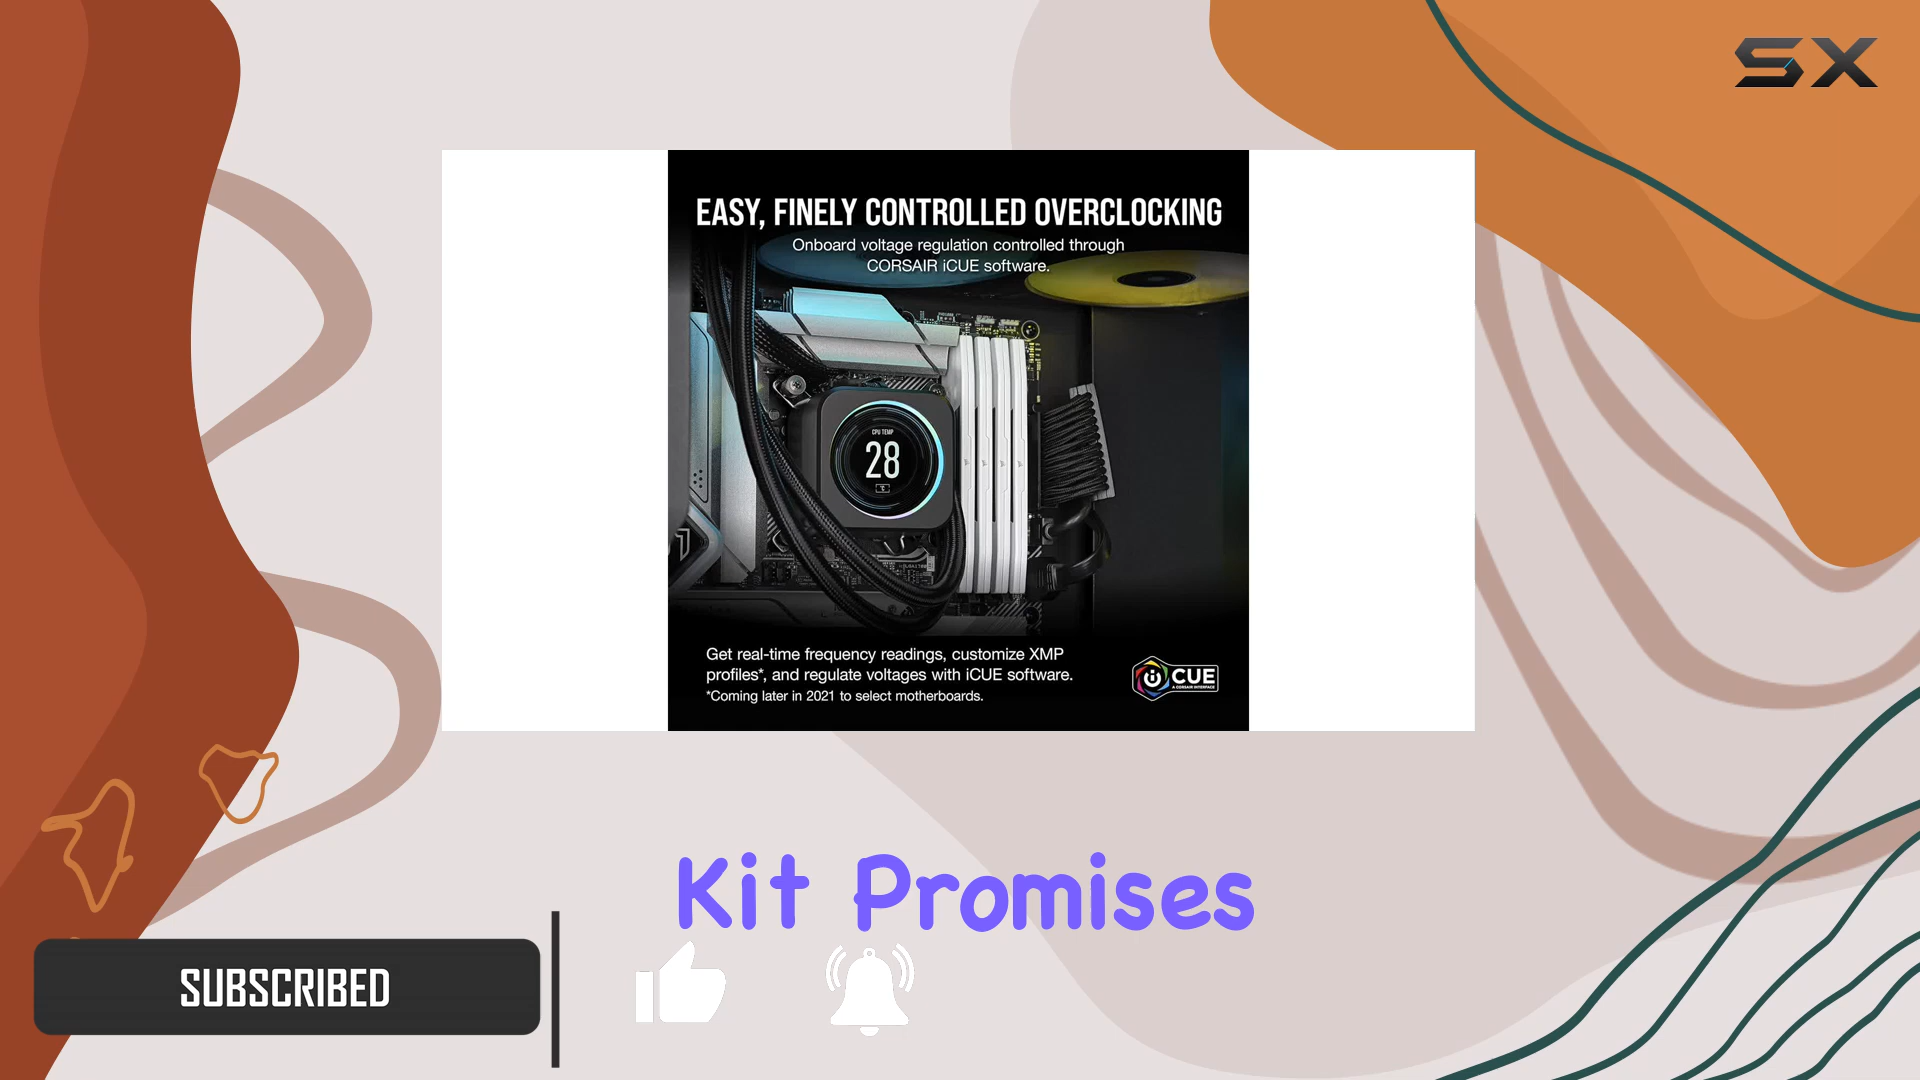 SX
EASY, FINELY CONTROLLED OVERCLOCKING
Onboard voltage regulation controlled through
CORSAIR iCUE software.
CPU TEMP
28
°C
Get real-time frequency readings, customize XMP
profiles*, and regulate voltages with iCUE software.
*Coming later in 2021 to select motherboards.
iCUE
A CORSAIR INTERFACE
Kit Promises
SUBSCRIBED